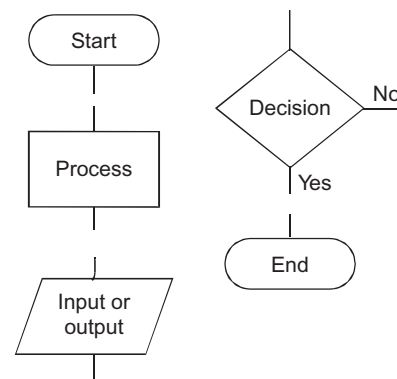 Start
Process
Input or
output
Decision
No
Yes
End